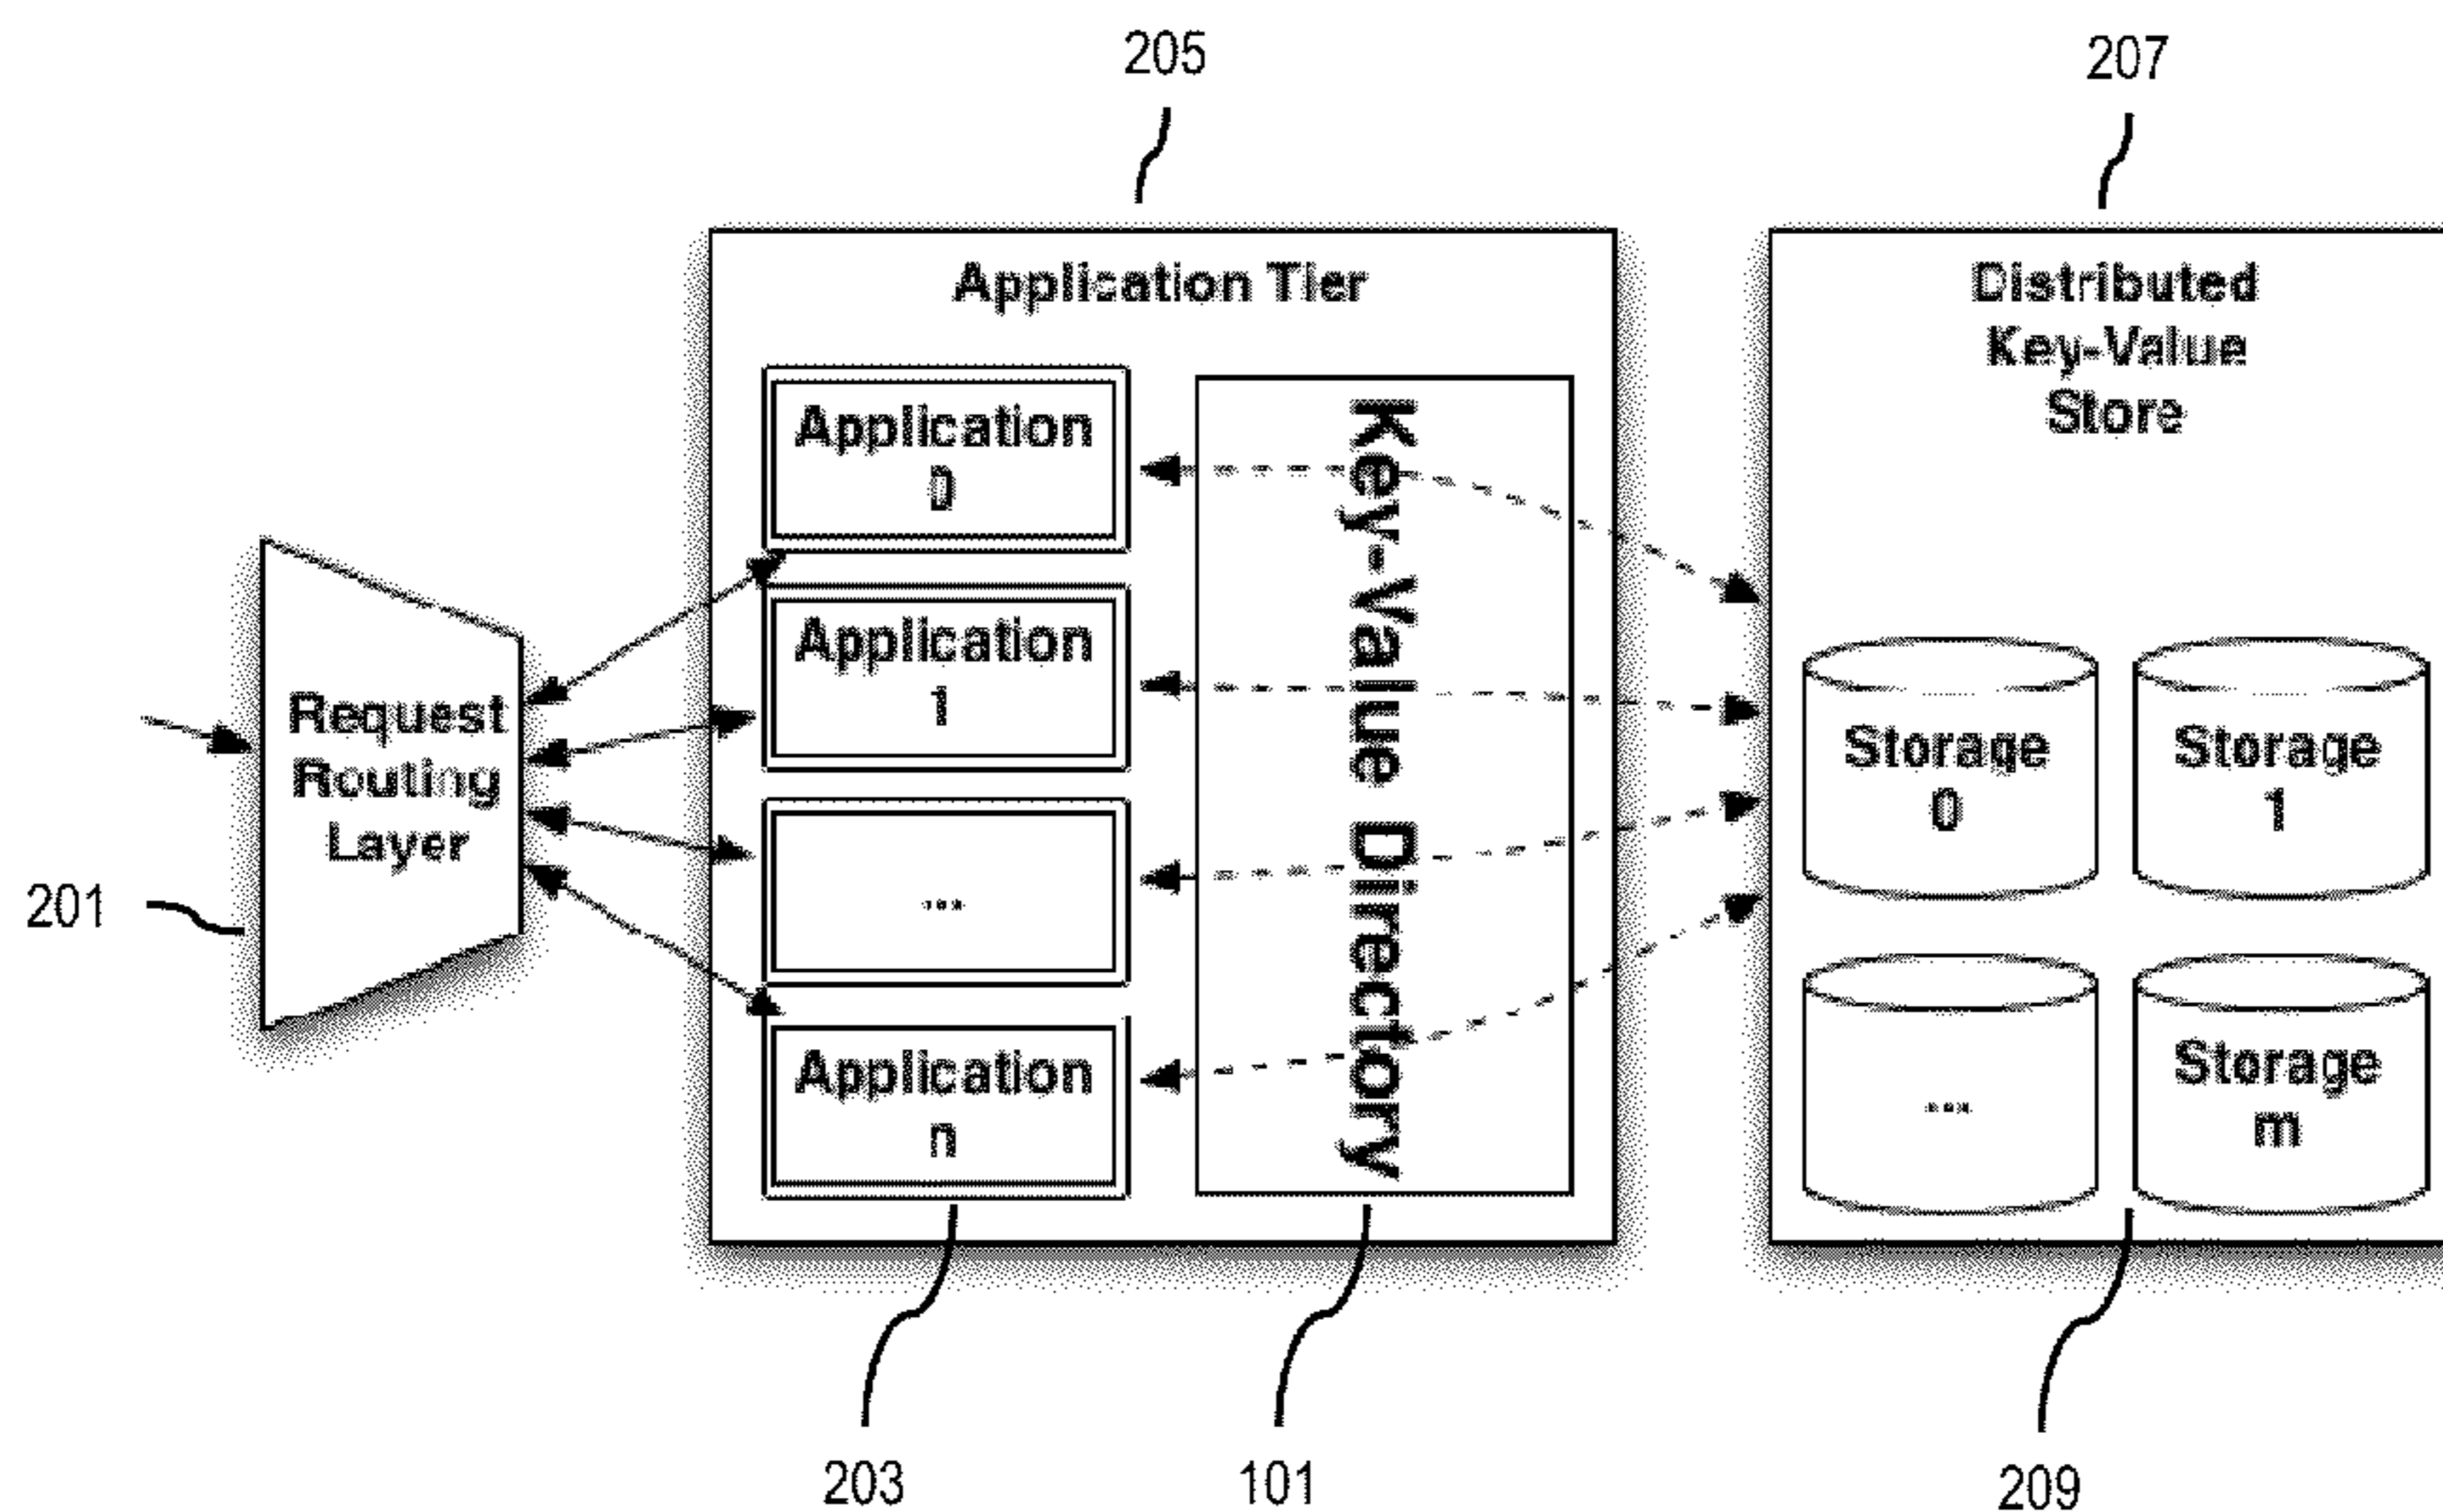 205
207
Application Tier
Distributed
Key-Value
Store
Application
0
Application
1
...
Application
n
Key-Value Directory
Request
Routing
Layer
Storage
0
Storage
1
...
Storage
m
201
203
101
209